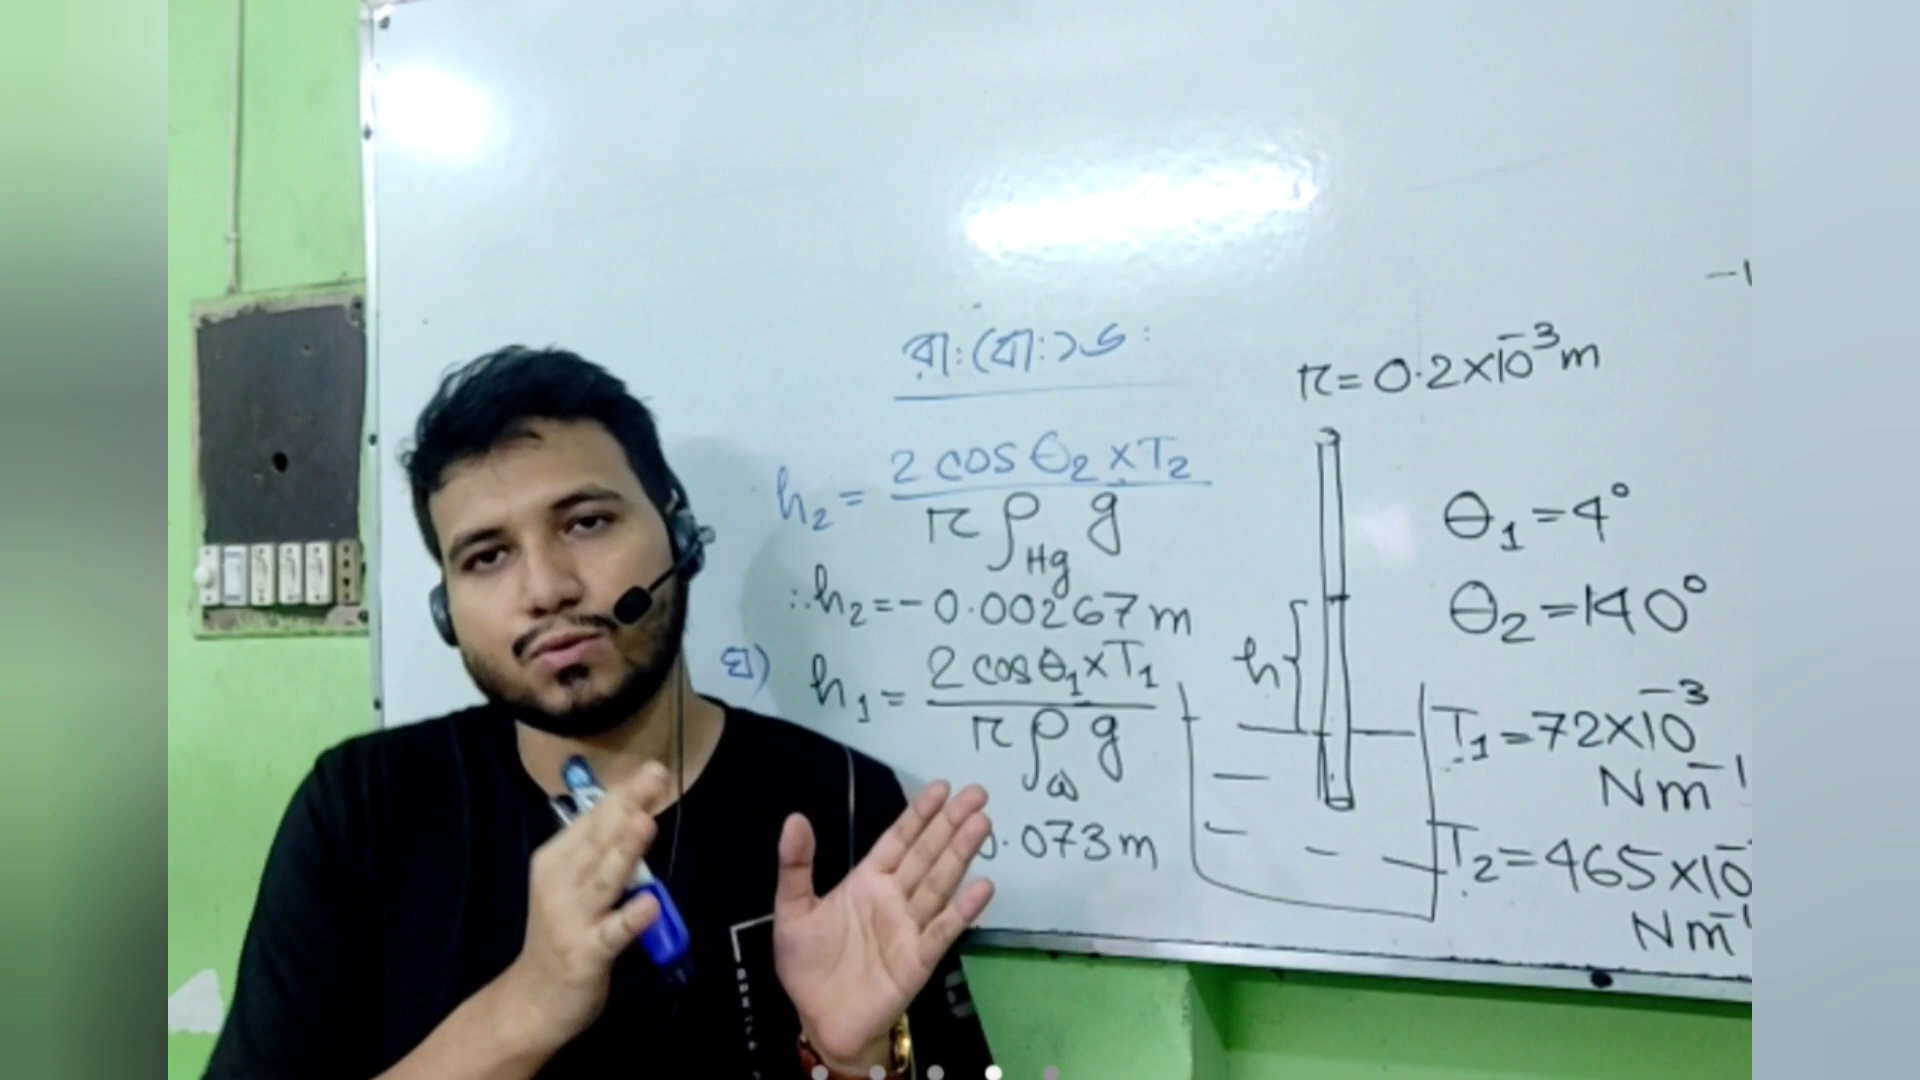 রা:বো:১৬:
h₂ = 2 cos θ₂ × T₂ / r ρ_Hg g
∴ h₂ = -0.00267 m
ঘ) h₁ = 2 cos θ₁ × T₁ / r ρ_ω g
0.073 m
r = 0.2×10⁻³ m
h
θ₁ = 4°
θ₂ = 140°
T₁ = 72×10⁻³
Nm⁻¹
T₂ = 465×10⁻
Nm⁻¹